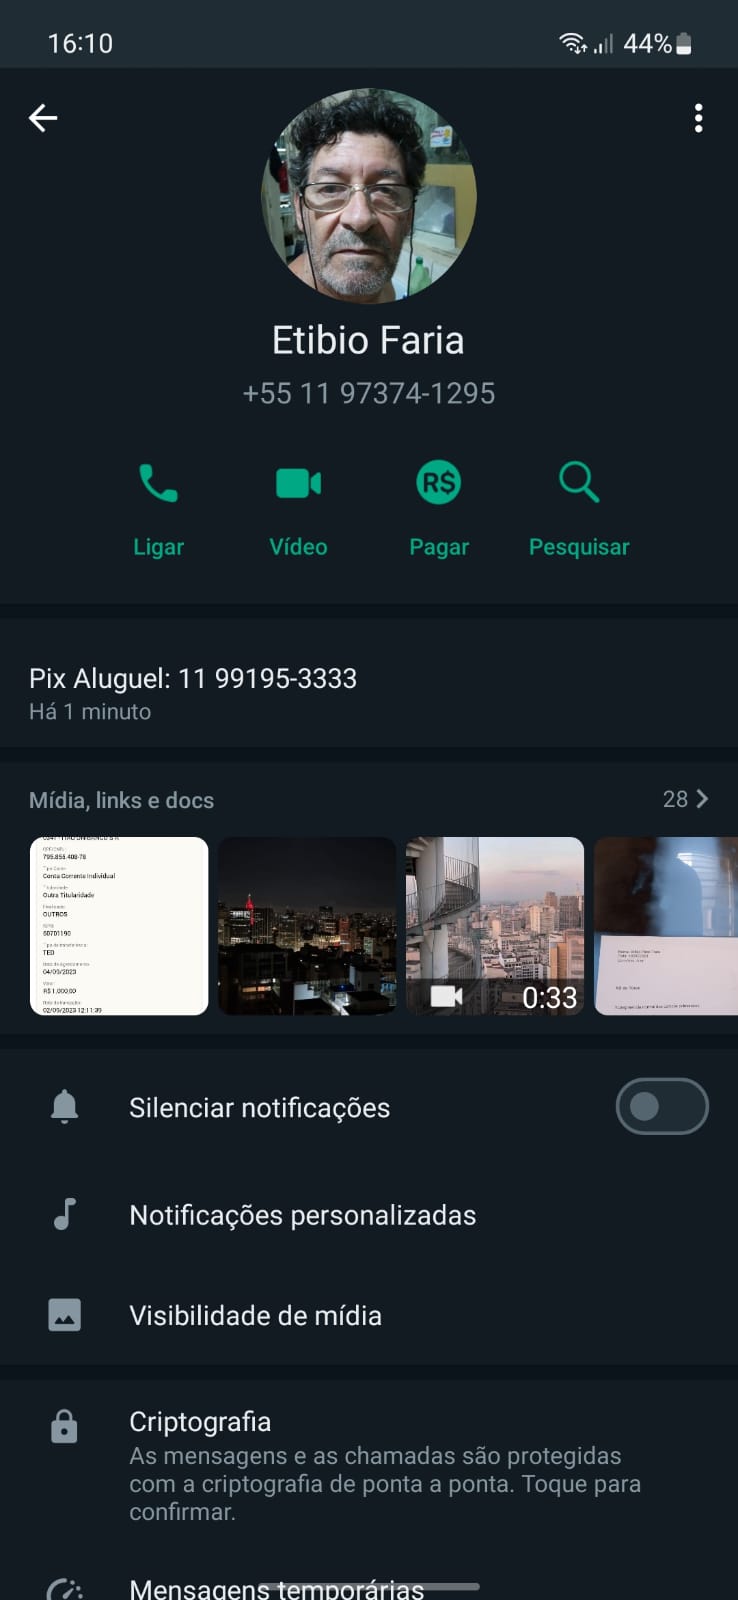 16:10
44%
Etibio Faria
+55 11 97374-1295
R$
Ligar
Vídeo
Pagar
Pesquisar
Pix Aluguel: 11 99195-3333
Há 1 minuto
Mídia, links e docs
28
Conta Corrente Individual
Outra Titularidade
OUTROS
TED
04/09/2023
R$ 1.000,00
02/09/2023 12:11:39
0:33
Silenciar notificações
Notificações personalizadas
Visibilidade de mídia
Criptografia
As mensagens e as chamadas são protegidas
com a criptografia de ponta a ponta. Toque para
confirmar.
Mensagens temporárias